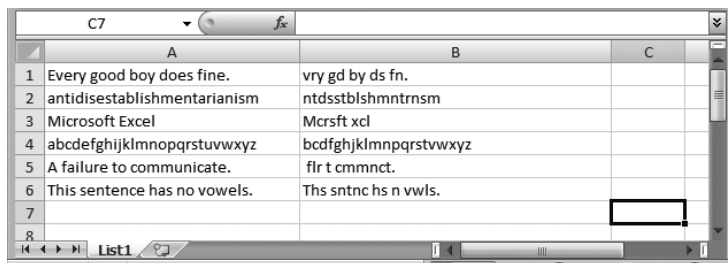 C7 fx
A B C
1 Every good boy does fine. vry gd by ds fn.
2 antidisestablishmentarianism ntdsstblshmntrnsm
3 Microsoft Excel Mcrsft xcl
4 abcdefghijklmnopqrstuvwxyz bcdfghjklmnpqrstvwxyz
5 A failure to communicate. flr t cmmnct.
6 This sentence has no vowels. Ths sntnc hs n vwls.
7
8
List1